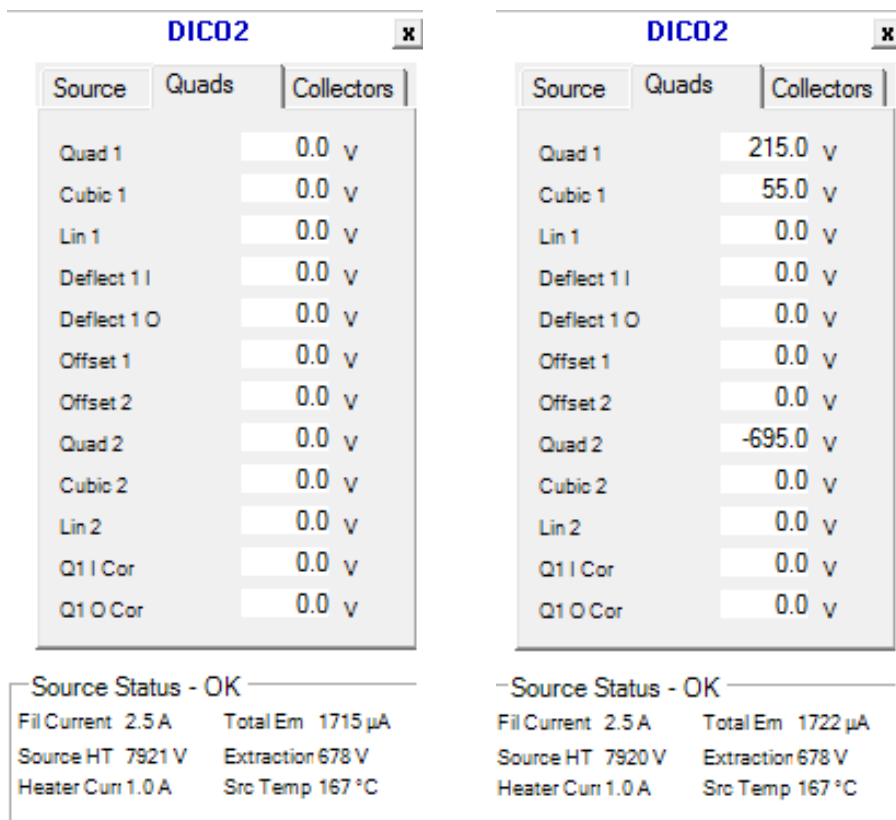 DICO2 x
Source Quads Collectors
Quad 1 0.0 V
Cubic 1 0.0 V
Lin 1 0.0 V
Deflect 1 I 0.0 V
Deflect 1 O 0.0 V
Offset 1 0.0 V
Offset 2 0.0 V
Quad 2 0.0 V
Cubic 2 0.0 V
Lin 2 0.0 V
Q1 I Cor 0.0 V
Q1 O Cor 0.0 V
Source Status - OK
Fil Current 2.5 A Total Em 1715 µA
Source HT 7921 V Extraction 678 V
Heater Curr 1.0 A Src Temp 167 °C
DICO2 x
Source Quads Collectors
Quad 1 215.0 V
Cubic 1 55.0 V
Lin 1 0.0 V
Deflect 1 I 0.0 V
Deflect 1 O 0.0 V
Offset 1 0.0 V
Offset 2 0.0 V
Quad 2 -695.0 V
Cubic 2 0.0 V
Lin 2 0.0 V
Q1 I Cor 0.0 V
Q1 O Cor 0.0 V
Source Status - OK
Fil Current 2.5 A Total Em 1722 µA
Source HT 7920 V Extraction 678 V
Heater Curr 1.0 A Src Temp 167 °C